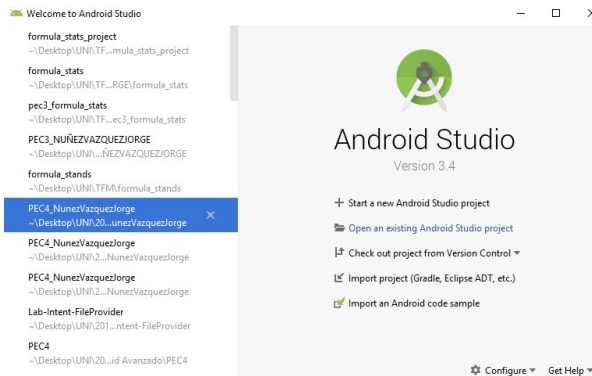 Welcome to Android Studio
formula_stats_project
~\Desktop\UNI\TF...mula_stats_project
formula_stats
~\Desktop\UNI\TF...RGE\formula_stats
pec3_formula_stats
~\Desktop\UNI\TF...ec3_formula_stats
PEC3_NUÑEZVAZQUEZJORGE
~\Desktop\UNI\...ÑEZVAZQUEZJORGE
formula_stands
~\Desktop\UNI\TFM\formula_stands
PEC4_NunezVazquezJorge
~\Desktop\UNI\20...unezVazquezJorge
PEC4_NunezVazquezJorge
~\Desktop\UNI\2...NunezVazquezJorge
PEC4_NunezVazquezJorge
~\Desktop\UNI\2...NunezVazquezJorge
Lab-Intent-FileProvider
~\Desktop\UNI\201...ntent-FileProvider
PEC4
~\Desktop\UNI\20...id Avanzado\PEC4
Android Studio
Version 3.4
Start a new Android Studio project
Open an existing Android Studio project
Check out project from Version Control
Import project (Gradle, Eclipse ADT, etc.)
Import an Android code sample
Configure Get Help